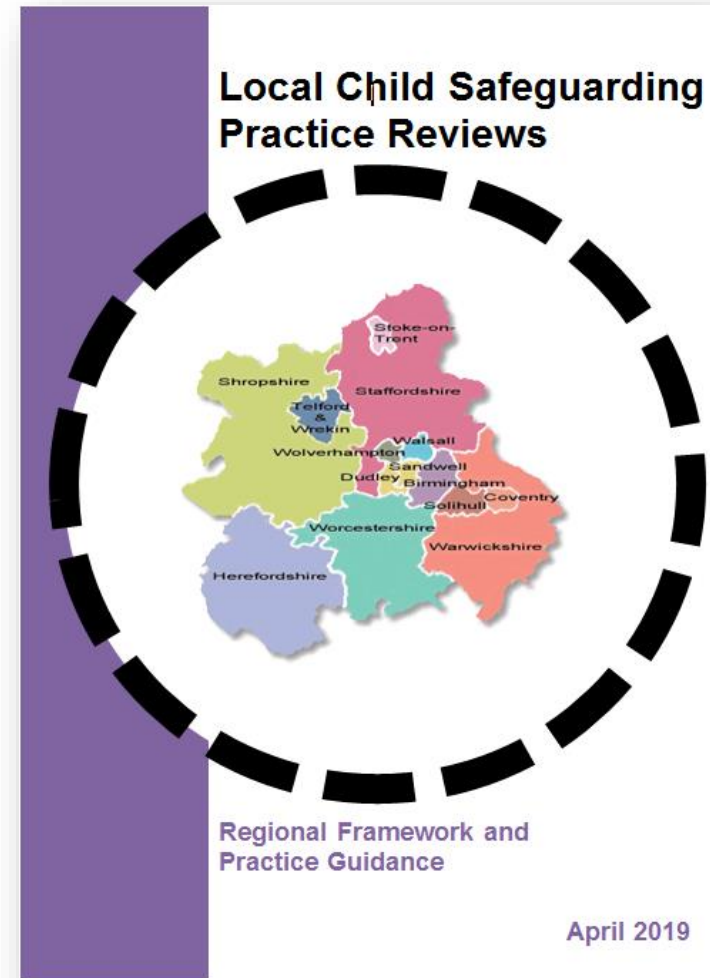 Local Child Safeguarding
Practice Reviews
Stoke-on-
Trent
Shropshire
Staffordshire
Telford
&
Wrekin
Walsall
Wolverhampton
Sandwell
Dudley
Birmingham
Coventry
Solihull
Worcestershire
Warwickshire
Herefordshire
Regional Framework and
Practice Guidance
April 2019